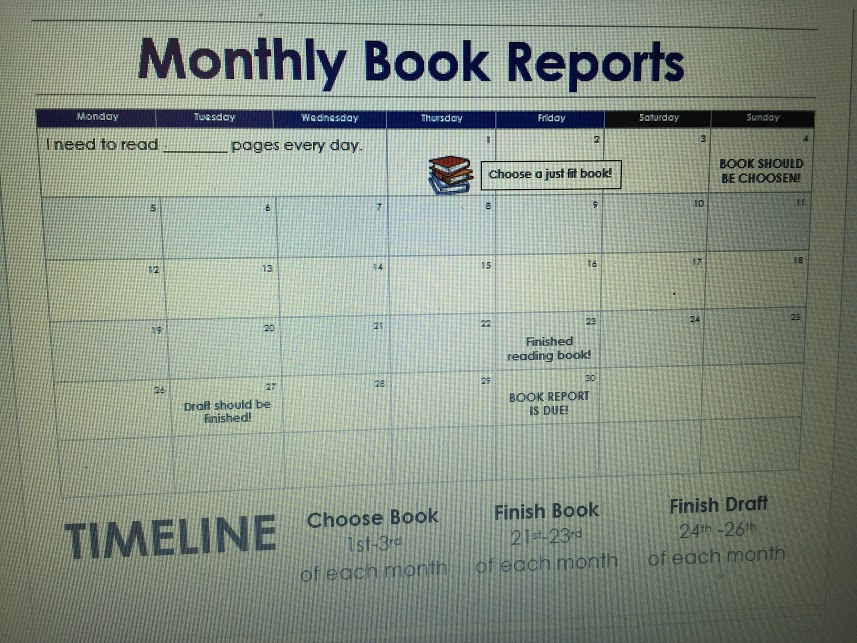 Monthly Book Reports
Monday Tuesday Wednesday Thursday Friday Saturday Sunday
I need to read ________ pages every day.
1 2 3 4
Choose a just fit book!
BOOK SHOULD
BE CHOOSEN!
5 6 7 8 9 10 11
12 13 14 15 16 17 18
19 20 21 22 23 24 25
Finished
reading book!
26 27 28 29 30
Draft should be
finished!
BOOK REPORT
IS DUE!
TIMELINE
Choose Book
1st-3rd
of each month
Finish Book
21st-23rd
of each month
Finish Draft
24th -26th
of each month